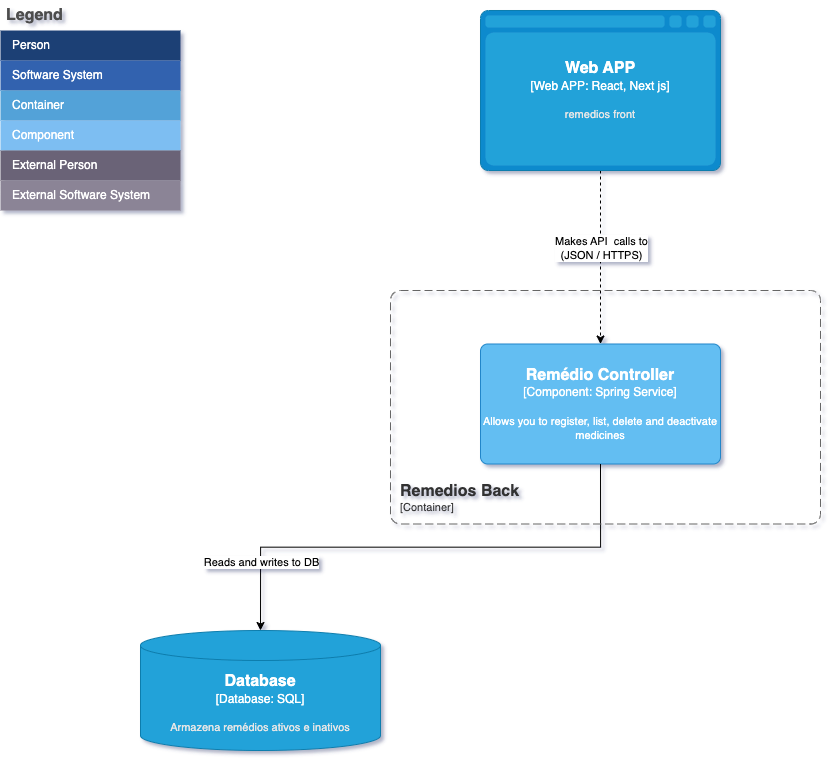 Legend
Person
Software System
Container
Component
External Person
External Software System
Web APP
[Web APP: React, Next js]
remedios front
Makes API  calls to
(JSON / HTTPS)
Remédio Controller
[Component: Spring Service]
Allows you to register, list, delete and deactivate
medicines
Remedios Back
[Container]
Reads and writes to DB
Database
[Database: SQL]
Armazena remédios ativos e inativos